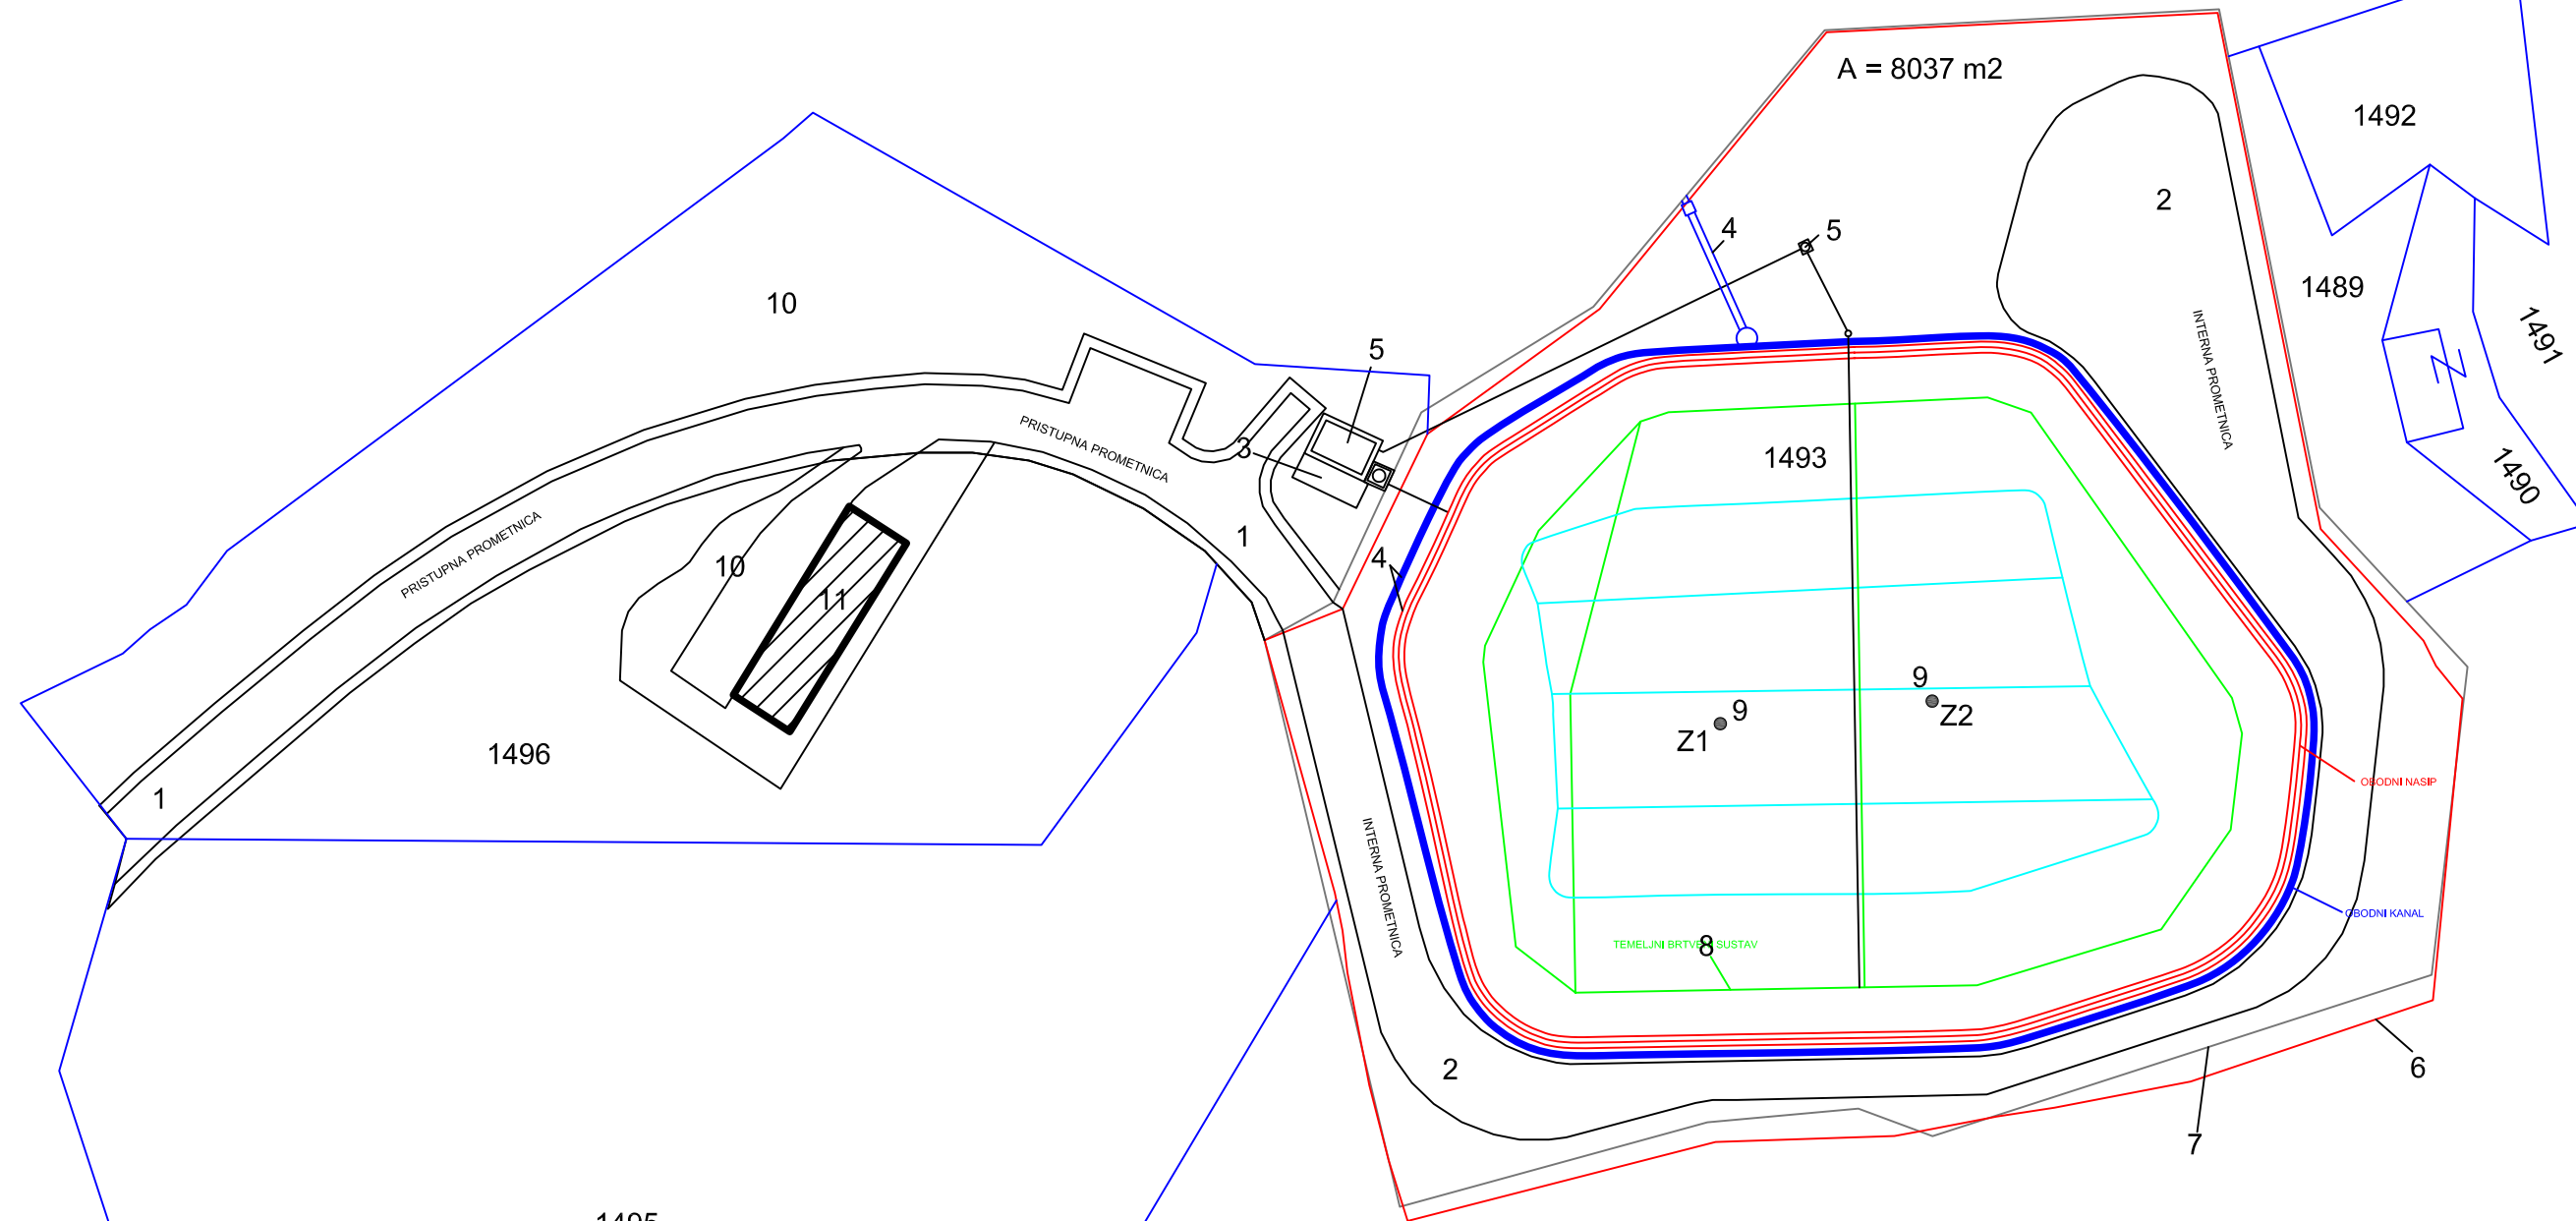 A = 8037 m2
1492
2
4
5
1489
10
1491
INTERNA PROMETNICA
5
PRISTUPNA PROMETNICA
3
1493
1490
PRISTUPNA PROMETNICA
1
4
10
11
9
9
Z1
Z2
1496
OBODNI NASIP
1
INTERNA PROMETNICA
OBODNI KANAL
TEMELJNI BRTVENI SUSTAV
8
2
6
7
1495